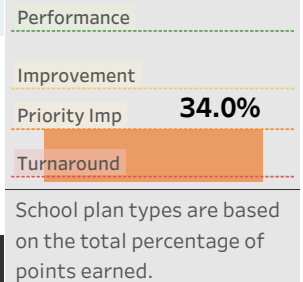 Performance
Improvement
Priority Imp
34.0%
Turnaround
School plan types are based
on the total percentage of
points earned.